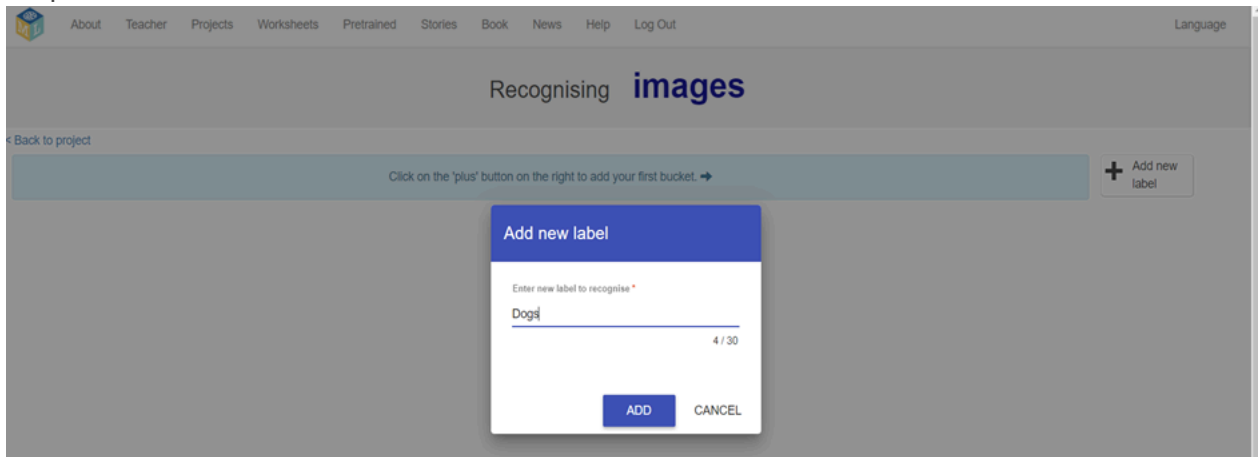 About Teacher Projects Worksheets Pretrained Stories Book News Help Log Out Language
Recognising images
< Back to project
Click on the 'plus' button on the right to add your first bucket. ➜
+ Add new
label
Add new label
Enter new label to recognise *
Dogs
4 / 30
ADD CANCEL